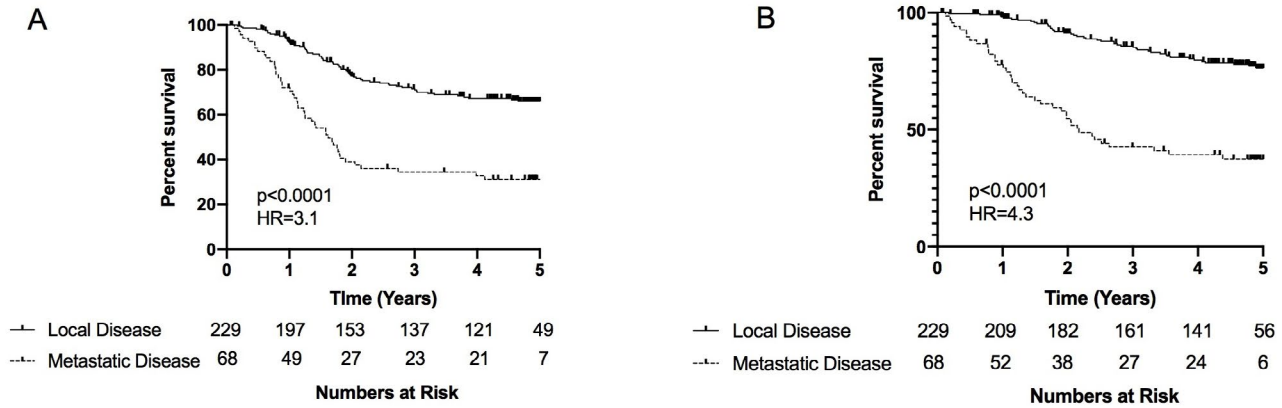 A
100
80
60
40
20
0
Percent survival
p<0.0001
HR=3.1
0 1 2 3 4 5
TIme (Years)
Local Disease 229 197 153 137 121 49
Metastatic Disease 68 49 27 23 21 7
Numbers at Risk
B
100
50
0
Percent survival
p<0.0001
HR=4.3
0 1 2 3 4 5
Time (Years)
Local Disease 229 209 182 161 141 56
Metastatic Disease 68 52 38 27 24 6
Numbers at Risk